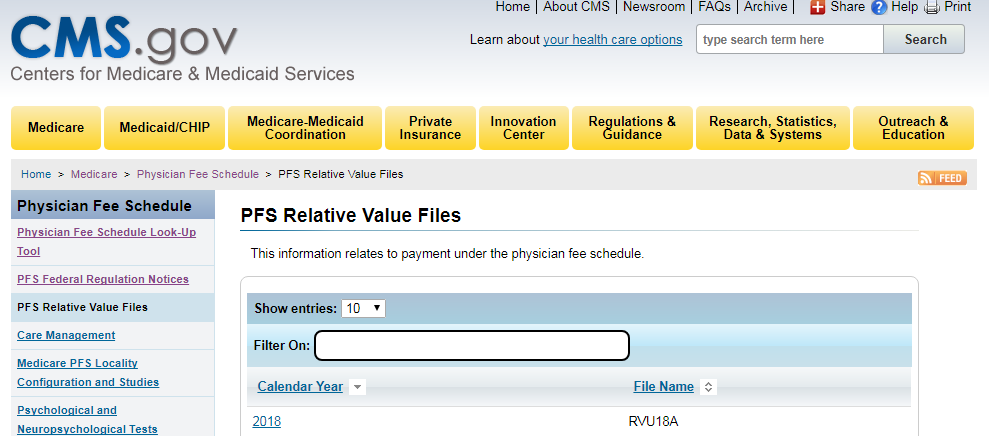 Home | About CMS | Newsroom | FAQs | Archive | Share Help Print
CMS.gov
Centers for Medicare & Medicaid Services
Learn about your health care options type search term here Search
Medicare
Medicaid/CHIP
Medicare-Medicaid
Coordination
Private
Insurance
Innovation
Center
Regulations &
Guidance
Research, Statistics,
Data & Systems
Outreach &
Education
Home > Medicare > Physician Fee Schedule > PFS Relative Value Files
FEED
Physician Fee Schedule
Physician Fee Schedule Look-Up
Tool
PFS Federal Regulation Notices
PFS Relative Value Files
Care Management
Medicare PFS Locality
Configuration and Studies
Psychological and
Neuropsychological Tests
PFS Relative Value Files
This information relates to payment under the physician fee schedule.
Show entries: 10
Filter On:
Calendar Year File Name
2018 RVU18A